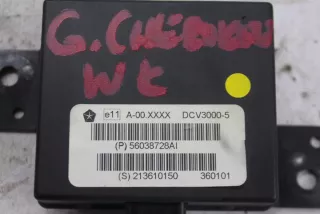 G. CHEROKEE
WK
e11 A-00.XXXX DCV3000-5
(P) 56038728AI
(S) 213610150 360101